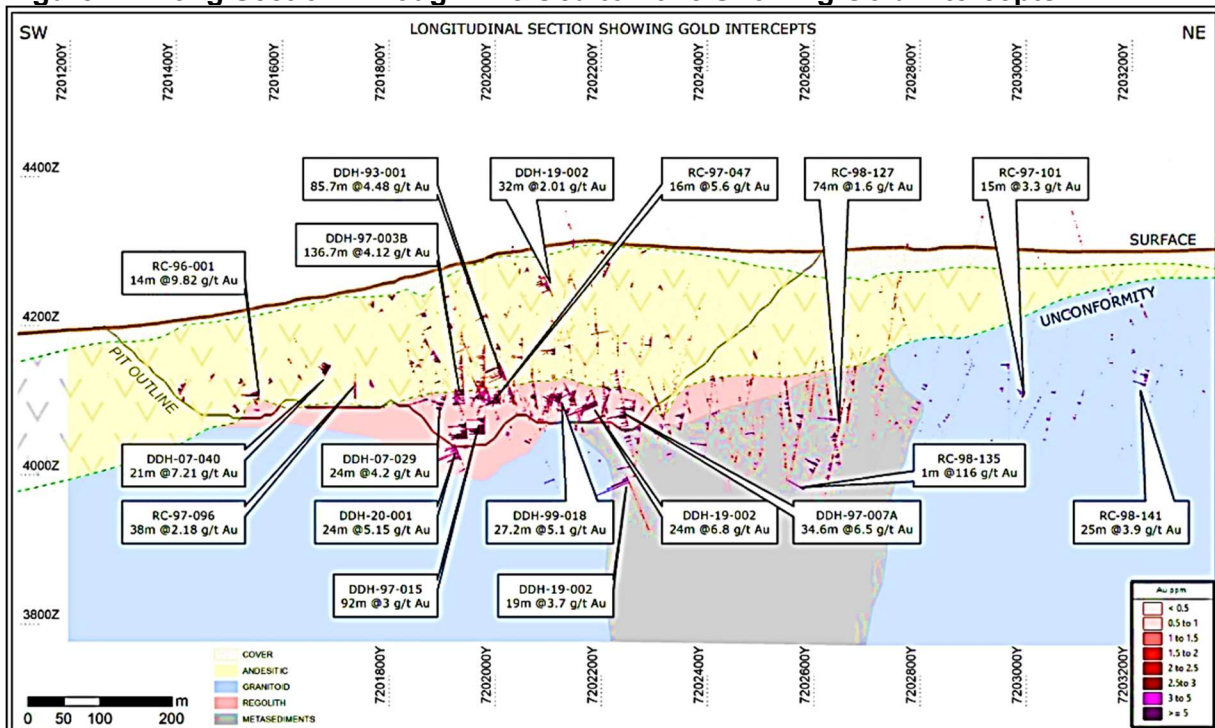 LONGITUDINAL SECTION SHOWING GOLD INTERCEPTS
SW
NE
7201200Y
7201400Y
7201600Y
7201800Y
7202000Y
7202200Y
7202400Y
7202600Y
7202800Y
7203000Y
7203200Y
4400Z
DDH-93-001
85.7m @4.48 g/t Au
DDH-19-002
32m @2.01 g/t Au
RC-97-047
16m @5.6 g/t Au
RC-98-127
74m @1.6 g/t Au
RC-97-101
15m @3.3 g/t Au
DDH-97-003B
136.7m @4.12 g/t Au
RC-96-001
14m @9.82 g/t Au
SURFACE
4200Z
UNCONFORMITY
PIT OUTLINE
4000Z
DDH-07-040
21m @7.21 g/t Au
DDH-07-029
24m @4.2 g/t Au
RC-98-135
1m @116 g/t Au
RC-97-096
38m @2.18 g/t Au
DDH-20-001
24m @5.15 g/t Au
DDH-99-018
27.2m @5.1 g/t Au
DDH-19-002
24m @6.8 g/t Au
DDH-97-007A
34.6m @6.5 g/t Au
RC-98-141
25m @3.9 g/t Au
DDH-97-015
92m @3 g/t Au
DDH-19-002
19m @3.7 g/t Au
3800Z
Au ppm
< 0.5
0.5 to 1
1 to 1.5
1.5 to 2
2 to 2.5
2.5to 3
3 to 5
>= 5
COVER
ANDESITIC
GRANITOID
REGOLITH
METASEDIMENTS
7201800Y
7202000Y
7202200Y
7202400Y
7202600Y
7202800Y
7203000Y
7203200Y
m
0 50 100 200